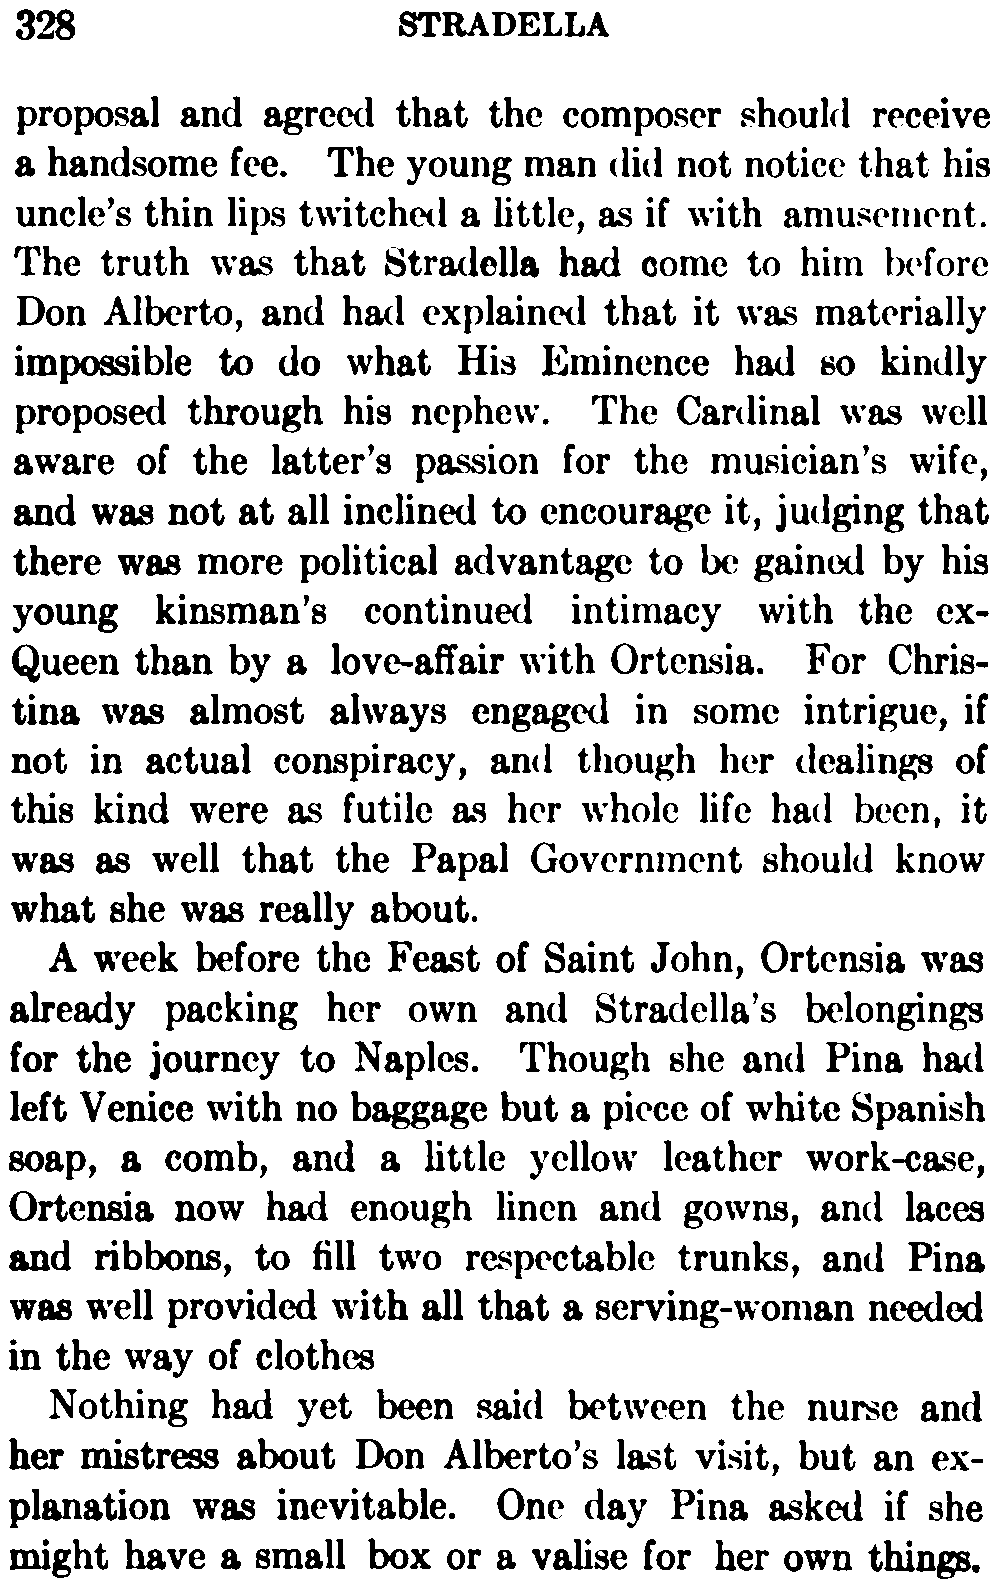 328 STRADELLA
proposal and agreed that the composer should receive
a handsome fee. The young man did not notice that his
uncle's thin lips twitched a little, as if with amusement.
The truth was that Stradella had come to him before
Don Alberto, and had explained that it was materially
impossible to do what His Eminence had so kindly
proposed through his nephew. The Cardinal was well
aware of the latter's passion for the musician's wife,
and was not at all inclined to encourage it, judging that
there was more political advantage to be gained by his
young kinsman's continued intimacy with the ex-
Queen than by a love-affair with Ortensia. For Chris-
tina was almost always engaged in some intrigue, if
not in actual conspiracy, and though her dealings of
this kind were as futile as her whole life had been, it
was as well that the Papal Government should know
what she was really about.
A week before the Feast of Saint John, Ortensia was
already packing her own and Stradella's belongings
for the journey to Naples. Though she and Pina had
left Venice with no baggage but a piece of white Spanish
soap, a comb, and a little yellow leather work-case,
Ortensia now had enough linen and gowns, and laces
and ribbons, to fill two respectable trunks, and Pina
was well provided with all that a serving-woman needed
in the way of clothes
Nothing had yet been said between the nurse and
her mistress about Don Alberto's last visit, but an ex-
planation was inevitable. One day Pina asked if she
might have a small box or a valise for her own things.